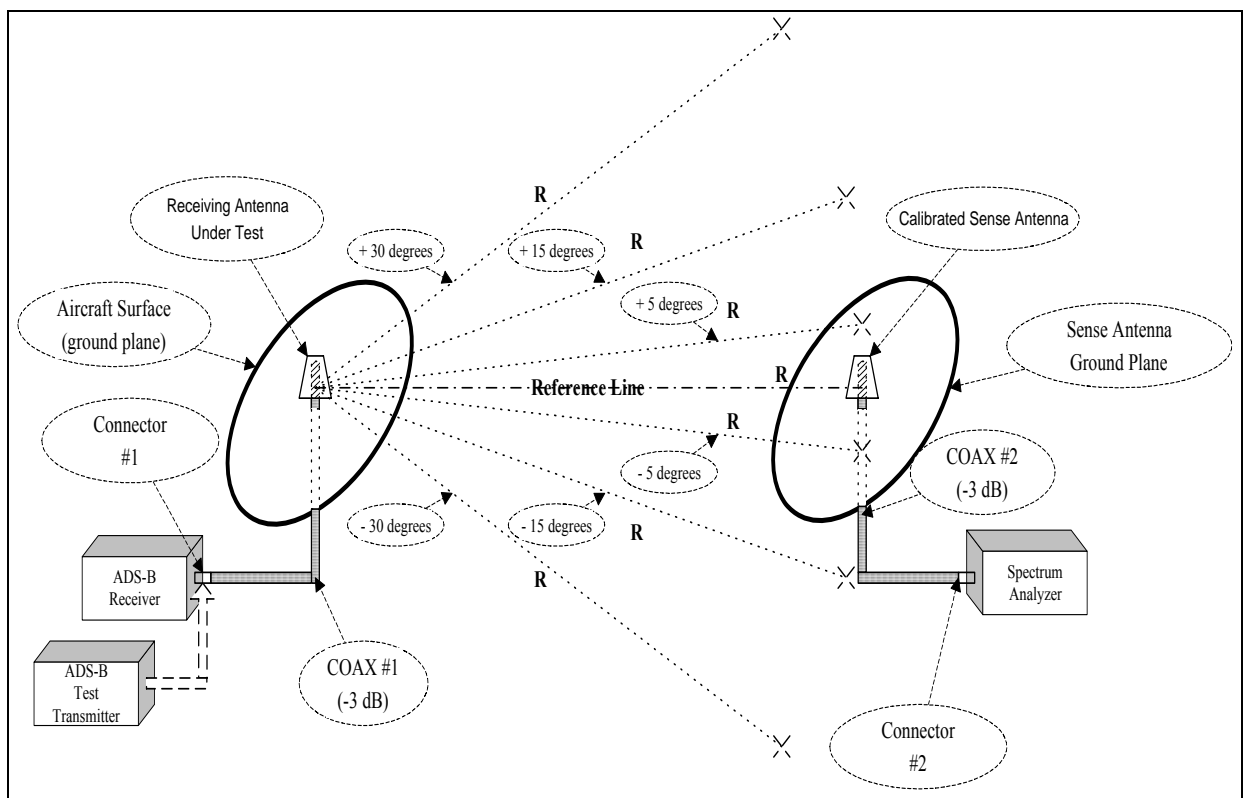 R
Receiving Antenna
Under Test
R
Calibrated Sense Antenna
+ 30 degrees
+ 15 degrees
Aircraft Surface
(ground plane)
+ 5 degrees
R
Sense Antenna
Ground Plane
Reference Line
R
Connector
#1
R
- 5 degrees
COAX #2
(-3 dB)
- 30 degrees
- 15 degrees
R
ADS-B
Receiver
R
Spectrum
Analyzer
ADS-B
Test
Transmitter
COAX #1
(-3 dB)
Connector
#2